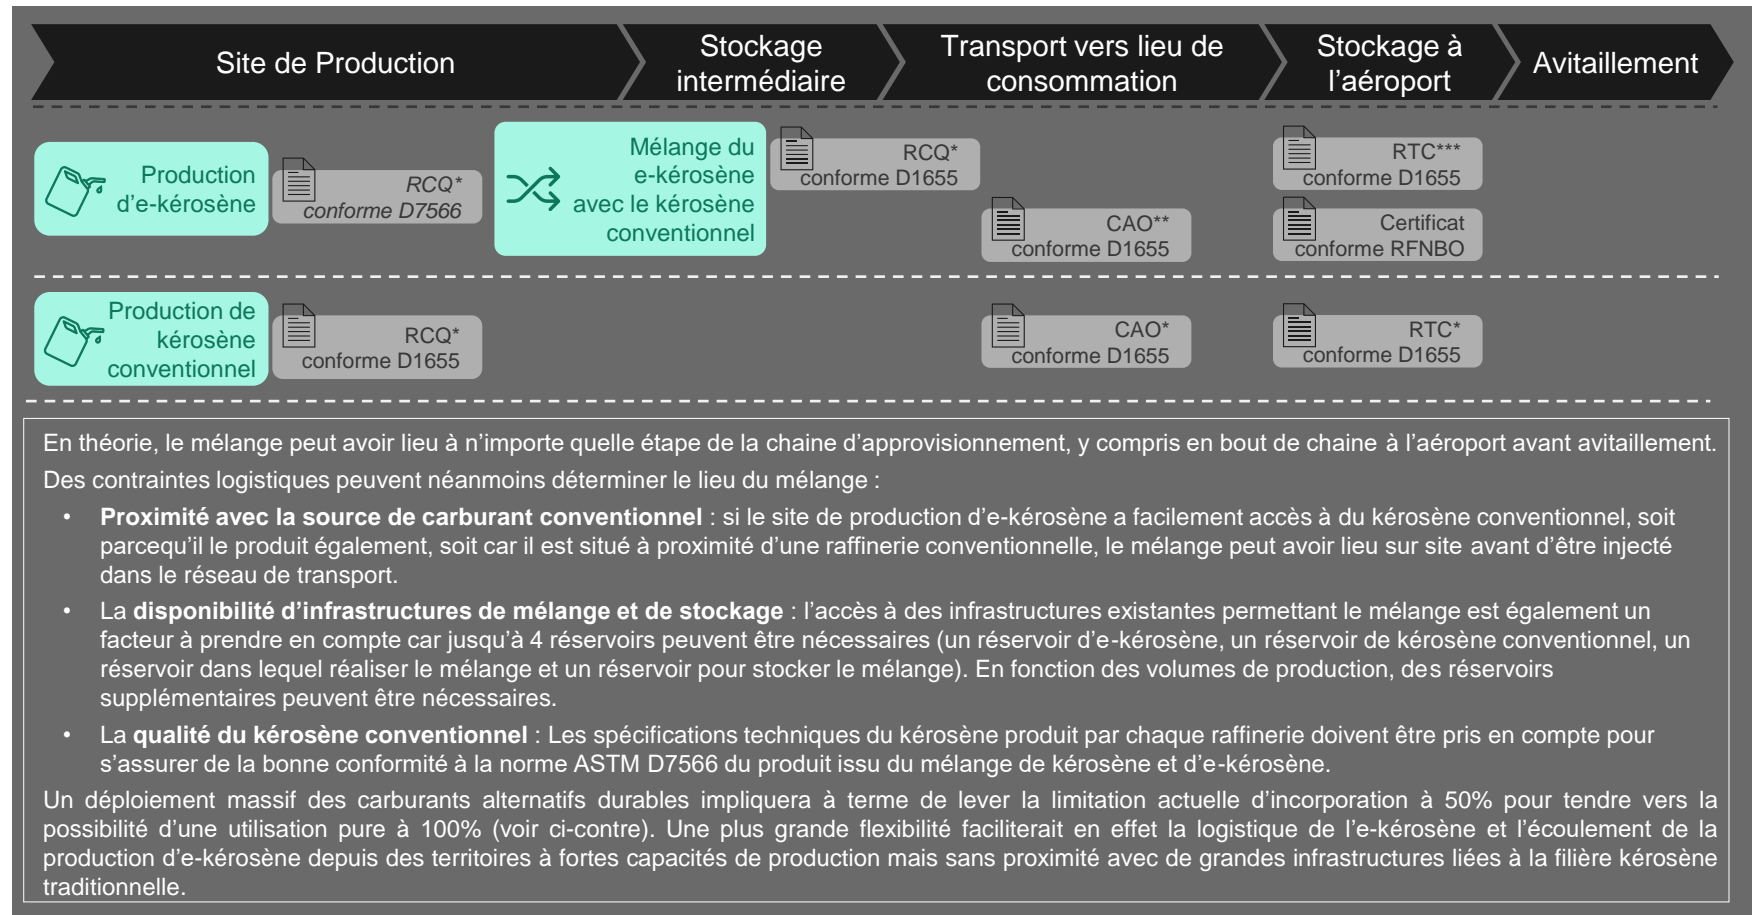 Site de Production
Stockage
intermédiaire
Transport vers lieu de
consommation
Stockage à
l’aéroport
Avitaillement
Production
d’e-kérosène
RCQ*
conforme D7566
Mélange du
e-kérosène
avec le kérosène
conventionnel
RCQ*
conforme D1655
CAO**
conforme D1655
RTC***
conforme D1655
Certificat
conforme RFNBO
Production de
kérosène
conventionnel
RCQ*
conforme D1655
CAO*
conforme D1655
RTC*
conforme D1655
En théorie, le mélange peut avoir lieu à n’importe quelle étape de la chaine d’approvisionnement, y compris en bout de chaine à l’aéroport avant avitaillement.
Des contraintes logistiques peuvent néanmoins déterminer le lieu du mélange :
• Proximité avec la source de carburant conventionnel : si le site de production d’e-kérosène a facilement accès à du kérosène conventionnel, soit
parcequ’il le produit également, soit car il est situé à proximité d’une raffinerie conventionnelle, le mélange peut avoir lieu sur site avant d’être injecté
dans le réseau de transport.
• La disponibilité d’infrastructures de mélange et de stockage : l’accès à des infrastructures existantes permettant le mélange est également un
facteur à prendre en compte car jusqu’à 4 réservoirs peuvent être nécessaires (un réservoir d’e-kérosène, un réservoir de kérosène conventionnel, un
réservoir dans lequel réaliser le mélange et un réservoir pour stocker le mélange). En fonction des volumes de production, des réservoirs
supplémentaires peuvent être nécessaires.
• La qualité du kérosène conventionnel : Les spécifications techniques du kérosène produit par chaque raffinerie doivent être pris en compte pour
s’assurer de la bonne conformité à la norme ASTM D7566 du produit issu du mélange de kérosène et d’e-kérosène.
Un déploiement massif des carburants alternatifs durables impliquera à terme de lever la limitation actuelle d’incorporation à 50% pour tendre vers la
possibilité d’une utilisation pure à 100% (voir ci-contre). Une plus grande flexibilité faciliterait en effet la logistique de l’e-kérosène et l’écoulement de la
production d’e-kérosène depuis des territoires à fortes capacités de production mais sans proximité avec de grandes infrastructures liées à la filière kérosène
traditionnelle.